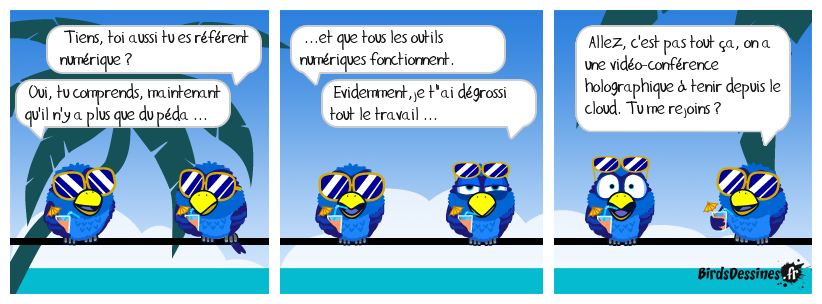 Tiens, toi aussi tu es référent
numérique ?
Oui, tu comprends, maintenant
qu'il n'y a plus que du péda ...
...et que tous les outils
numériques fonctionnent.
Evidemment, je t"ai dégrossi
tout le travail ...
Allez, c'est pas tout ça, on a
une vidéo-conférence
holographique à tenir depuis le
cloud. Tu me rejoins ?
BirdsDessines.fr